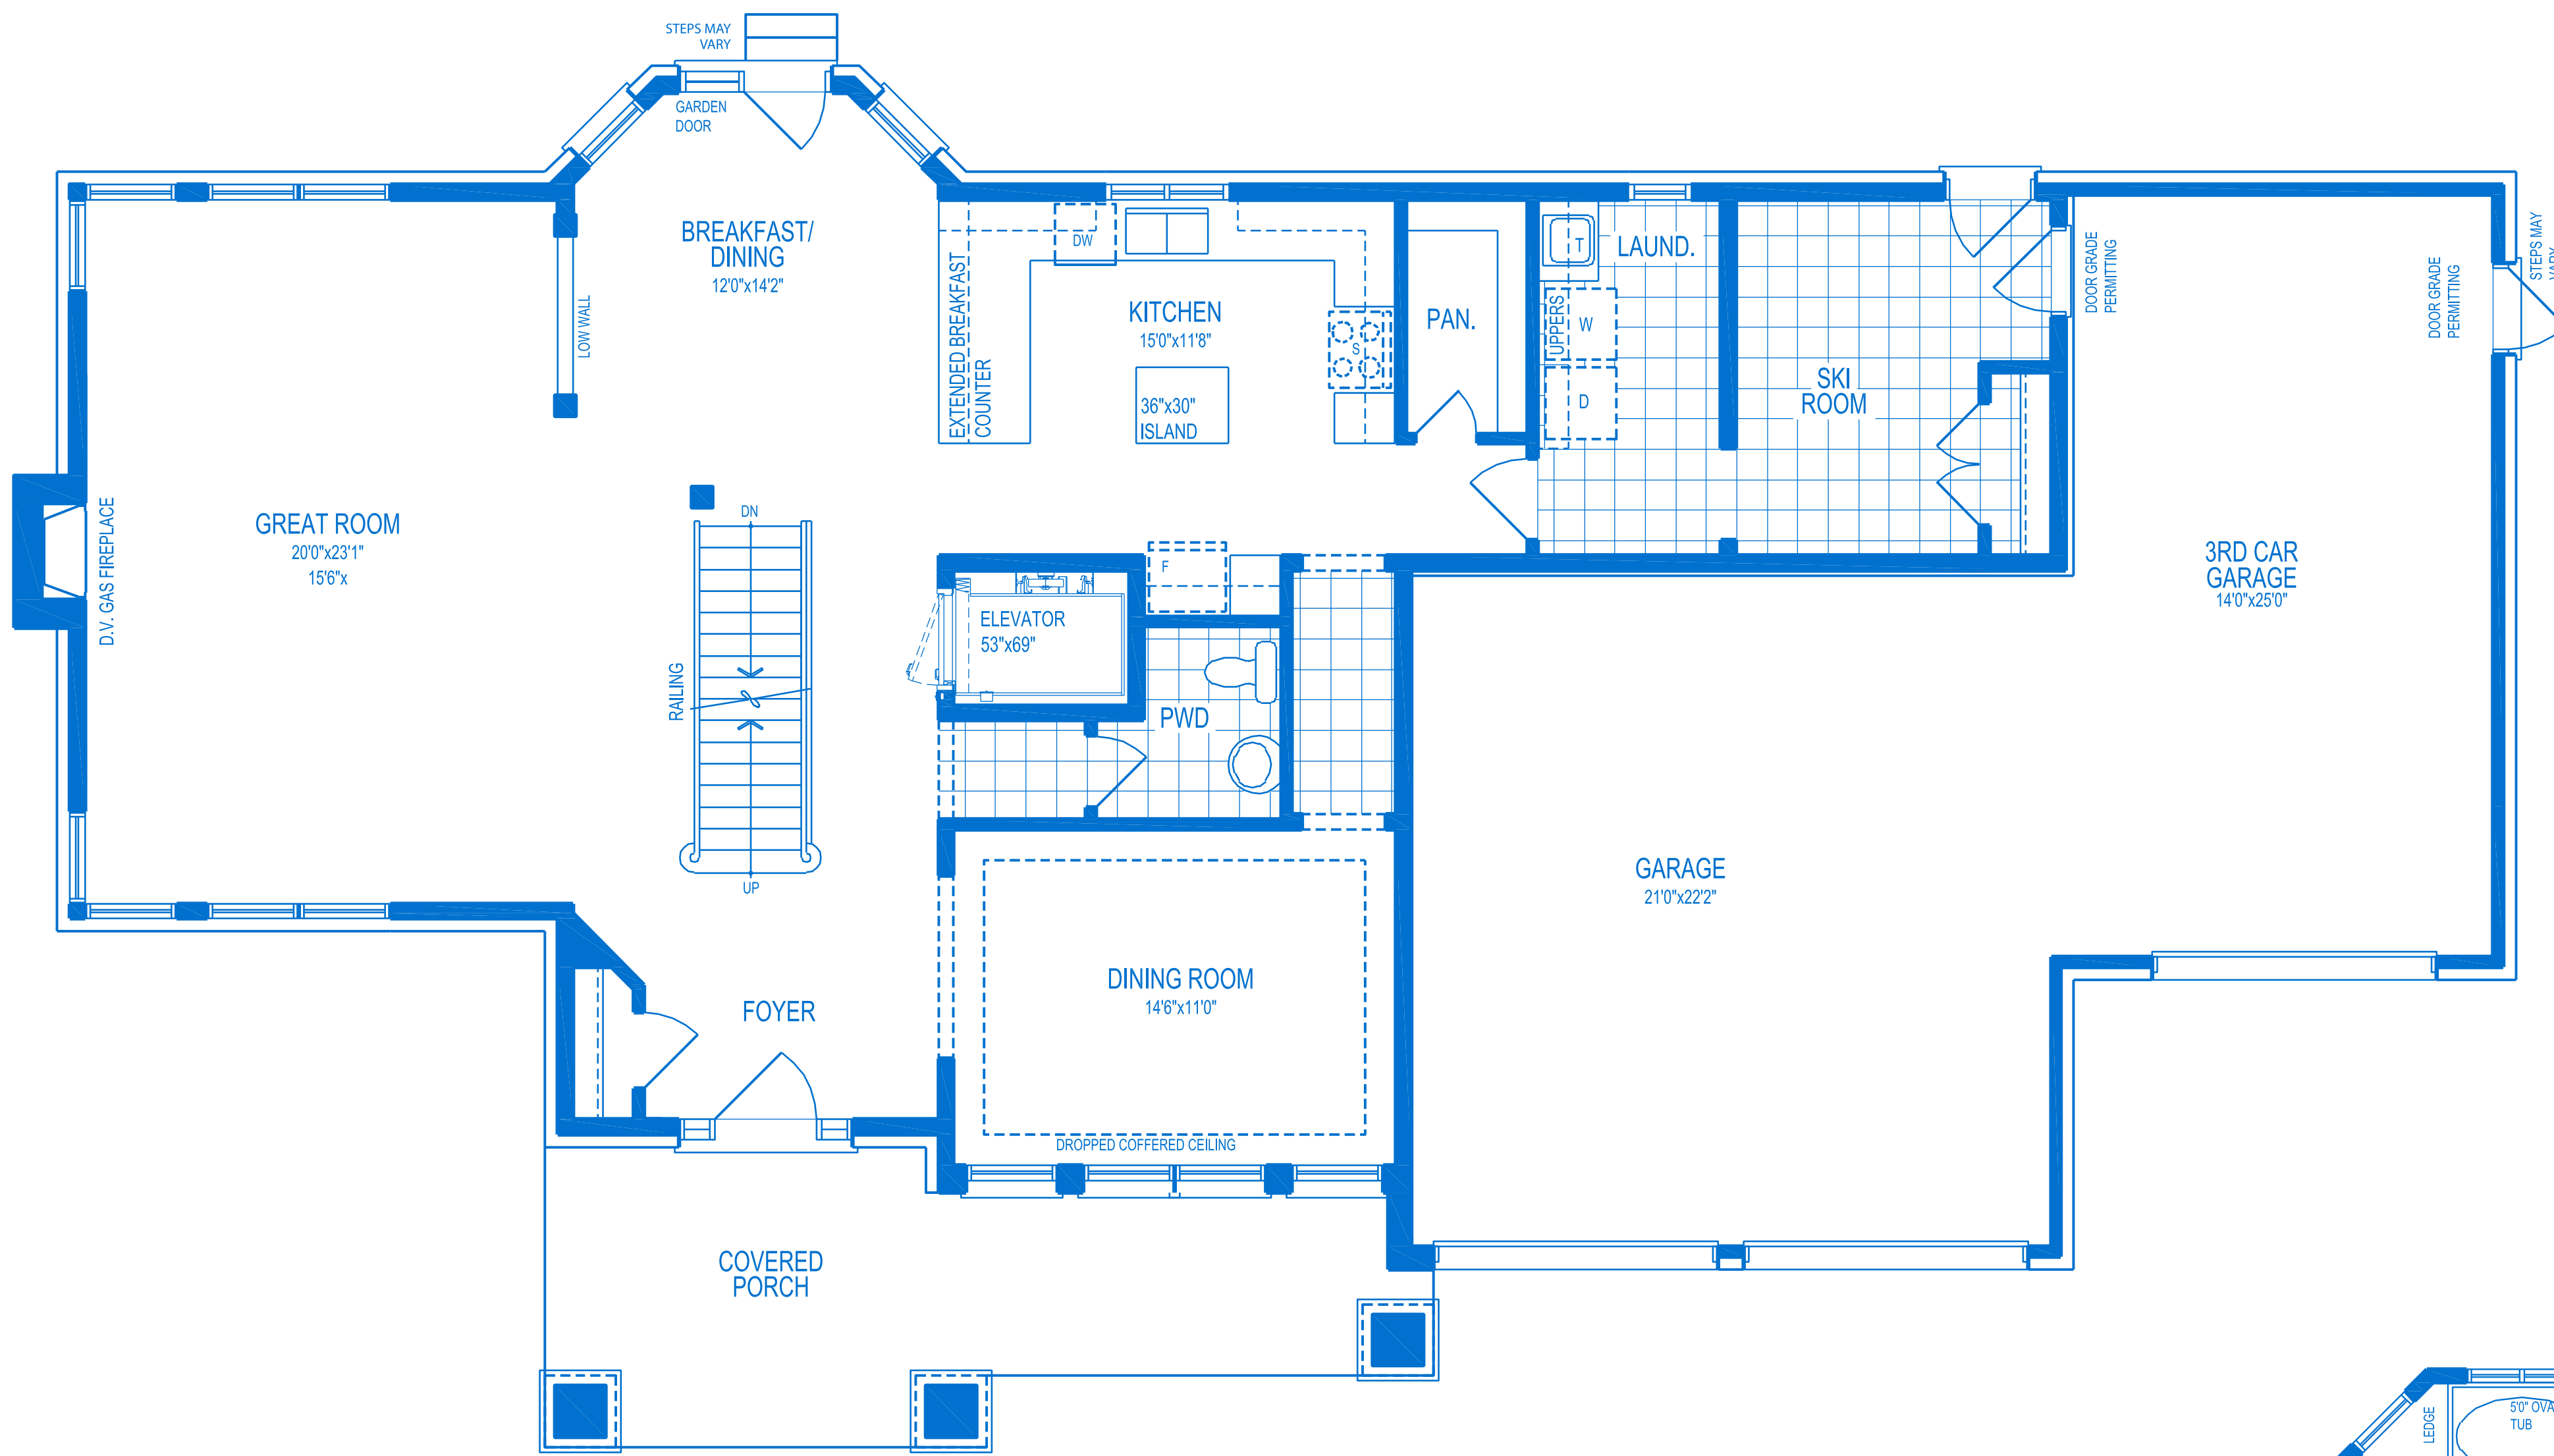 STEPS MAY
VARY
GARDEN
DOOR
BREAKFAST/
DINING
12'0"x14'2"
LOW WALL
EXTENDED BREAKFAST
COUNTER
DW
KITCHEN
15'0"x11'8"
36"x30"
ISLAND
S
PAN.
T
LAUND.
UPPERS
W
D
SKI
ROOM
DOOR GRADE
PERMITTING
DOOR GRADE
PERMITTING
STEPS MAY
VARY
D.V. GAS FIREPLACE
GREAT ROOM
20'0"x23'1"
15'6"x
DN
RAILING
UP
F
ELEVATOR
53"x69"
PWD
3RD CAR
GARAGE
14'0"x25'0"
GARAGE
21'0"x22'2"
DINING ROOM
14'6"x11'0"
DROPPED COFFERED CEILING
FOYER
COVERED
PORCH
LEDGE
5'0" OVA
TUB